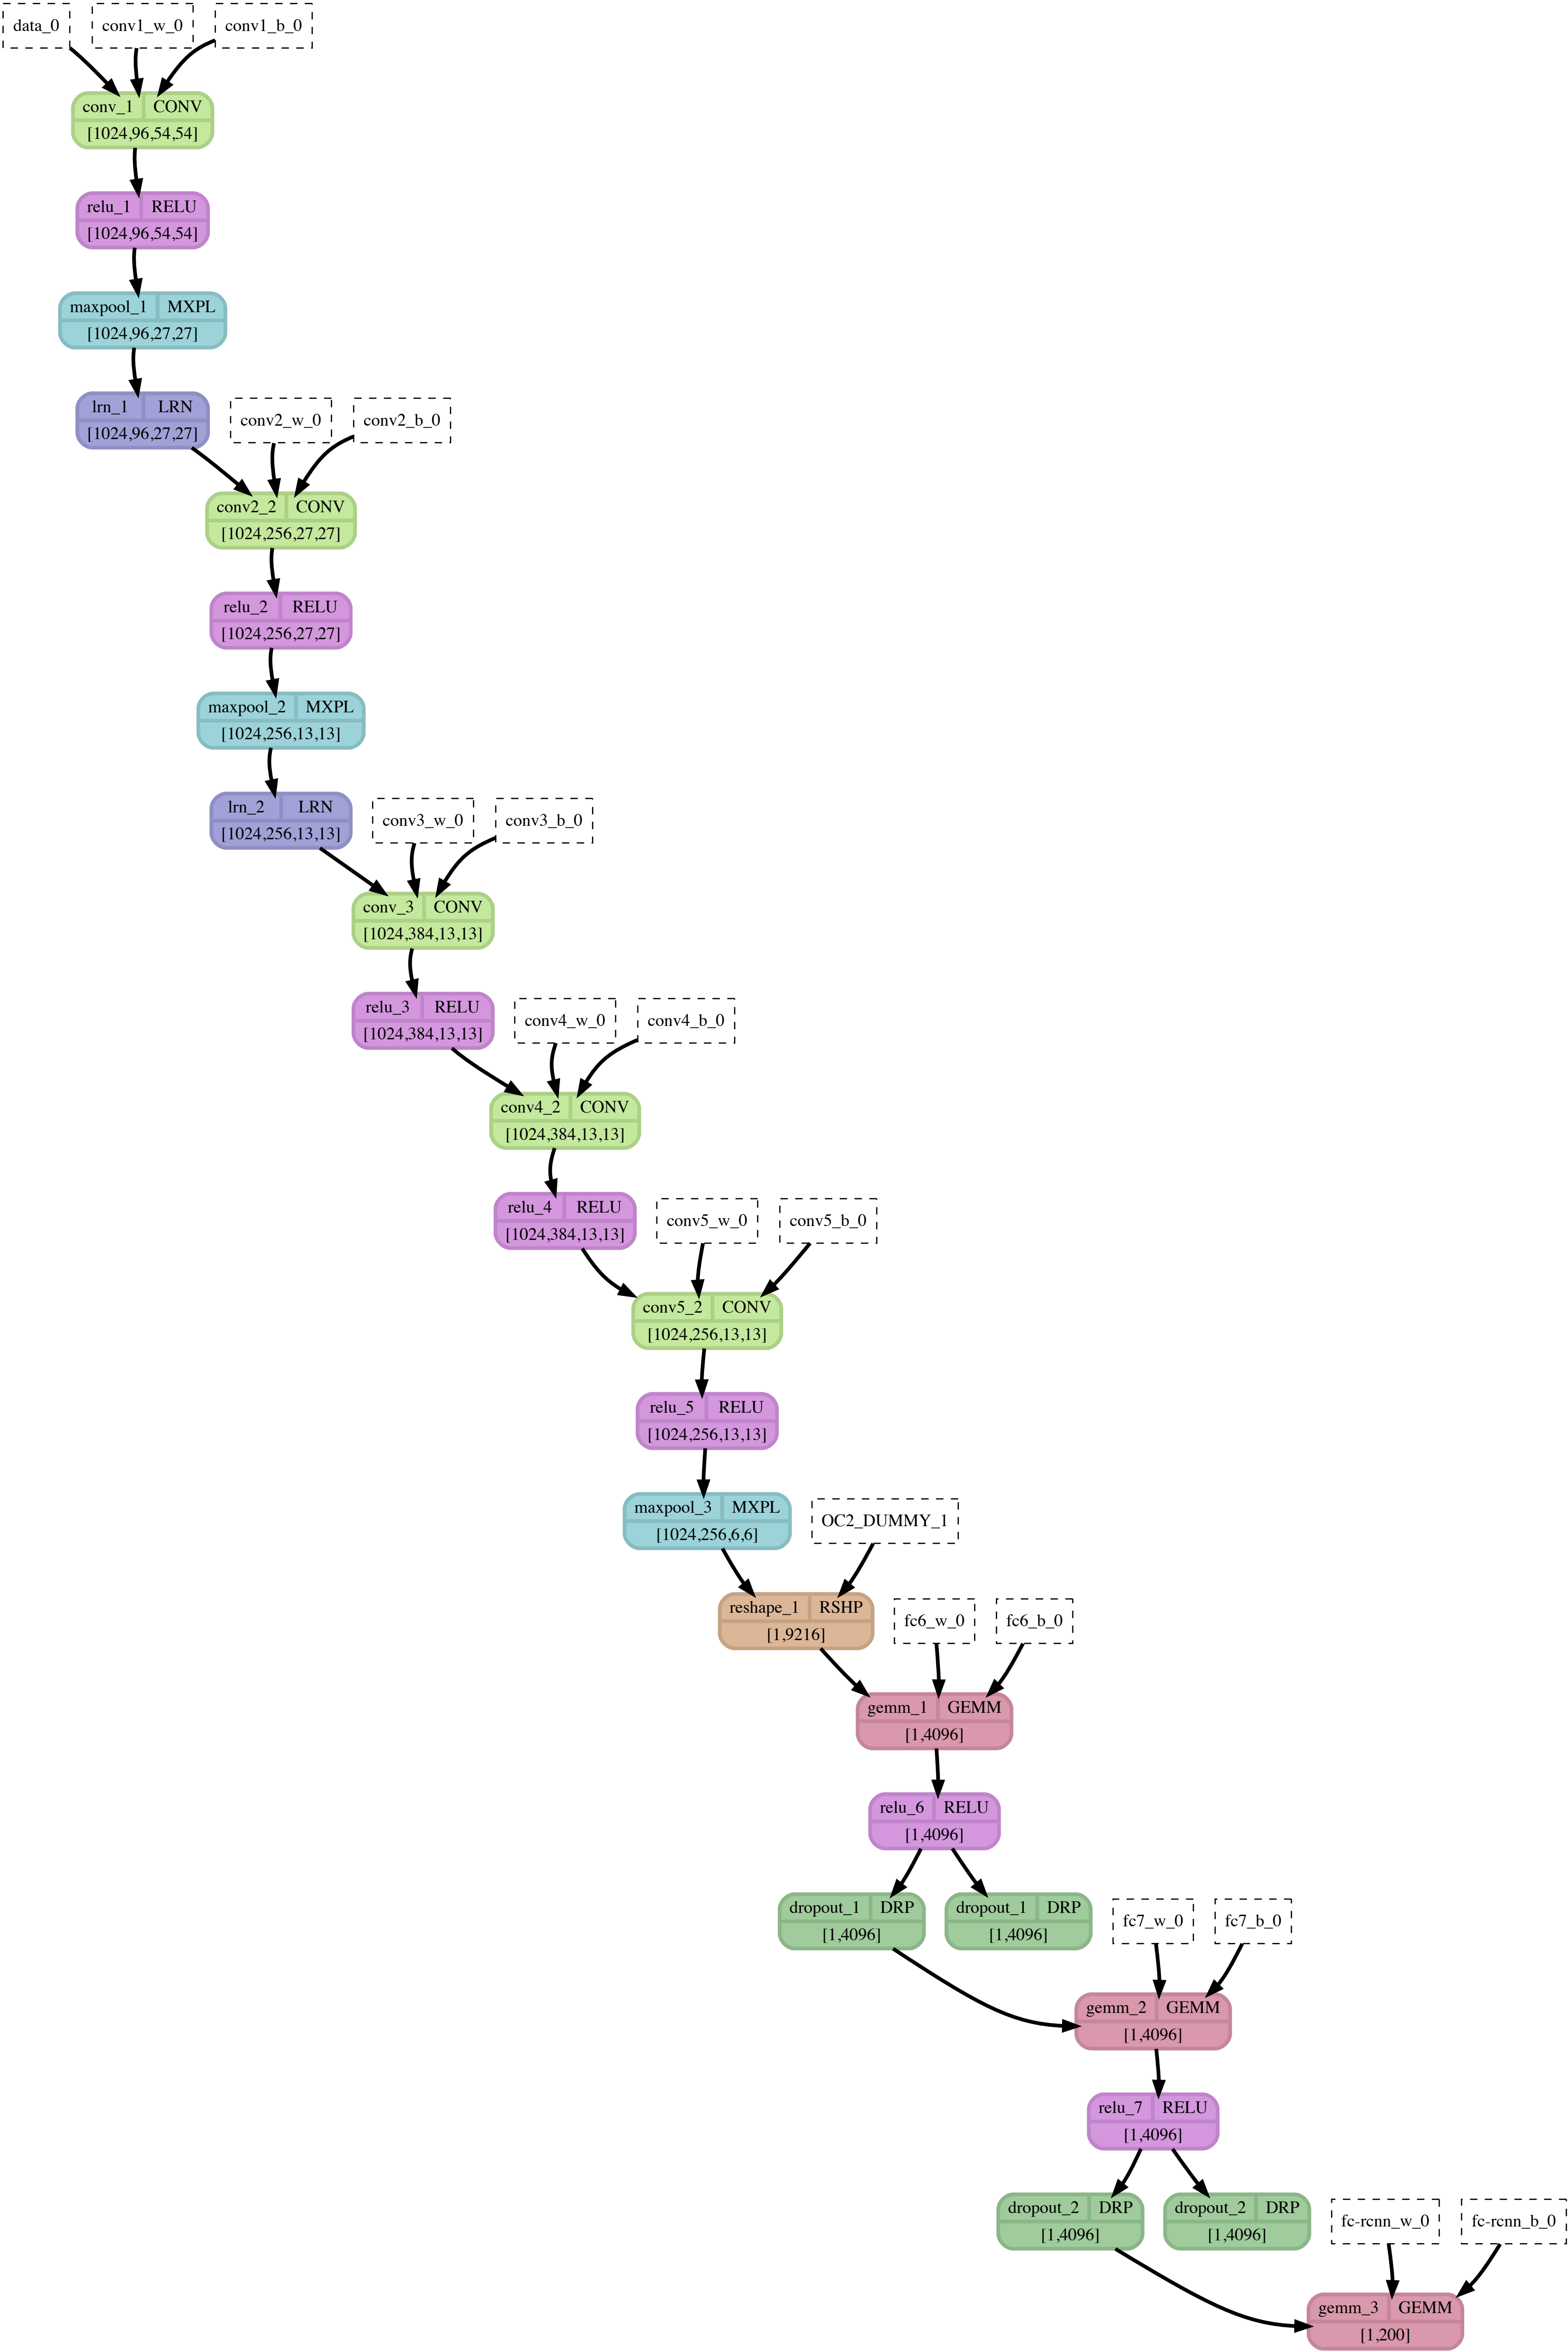 data_0 conv1_w_0 conv1_b_0
conv_1 CONV
[1024,96,54,54]
relu_1 RELU
[1024,96,54,54]
maxpool_1 MXPL
[1024,96,27,27]
lrn_1 LRN
[1024,96,27,27]
conv2_w_0 conv2_b_0
conv2_2 CONV
[1024,256,27,27]
relu_2 RELU
[1024,256,27,27]
maxpool_2 MXPL
[1024,256,13,13]
lrn_2 LRN
[1024,256,13,13]
conv3_w_0 conv3_b_0
conv_3 CONV
[1024,384,13,13]
relu_3 RELU
[1024,384,13,13]
conv4_w_0 conv4_b_0
conv4_2 CONV
[1024,384,13,13]
relu_4 RELU
[1024,384,13,13]
conv5_w_0 conv5_b_0
conv5_2 CONV
[1024,256,13,13]
relu_5 RELU
[1024,256,13,13]
maxpool_3 MXPL
[1024,256,6,6]
OC2_DUMMY_1
reshape_1 RSHP
[1,9216]
fc6_w_0 fc6_b_0
gemm_1 GEMM
[1,4096]
relu_6 RELU
[1,4096]
dropout_1 DRP
[1,4096]
dropout_1 DRP
[1,4096]
fc7_w_0 fc7_b_0
gemm_2 GEMM
[1,4096]
relu_7 RELU
[1,4096]
dropout_2 DRP
[1,4096]
dropout_2 DRP
[1,4096]
fc-rcnn_w_0 fc-rcnn_b_0
gemm_3 GEMM
[1,200]